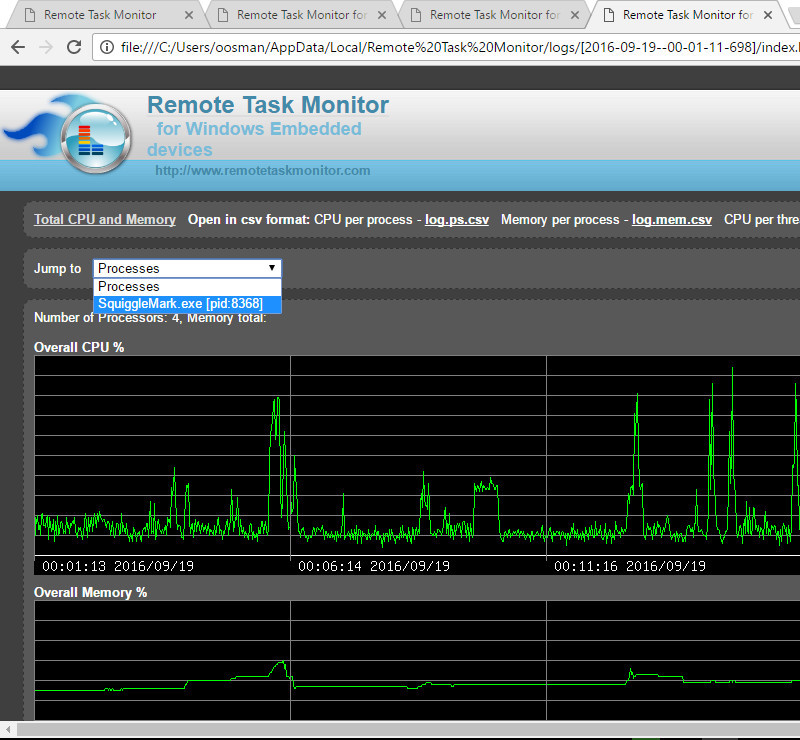 Remote Task Monitor
Remote Task Monitor for
Remote Task Monitor for
Remote Task Monitor for
file:///C:/Users/oosman/AppData/Local/Remote%20Task%20Monitor/logs/[2016-09-19--00-01-11-698]/index.
Remote Task Monitor
for Windows Embedded
devices
http://www.remotetaskmonitor.com
Total CPU and Memory Open in csv format: CPU per process - log.ps.csv Memory per process - log.mem.csv CPU per thre
Jump to Processes
Processes
SquiggleMark.exe [pid:8368]
Number of Processors: 4, Memory total:
Overall CPU %
00:01:13 2016/09/19 00:06:14 2016/09/19 00:11:16 2016/09/19
Overall Memory %